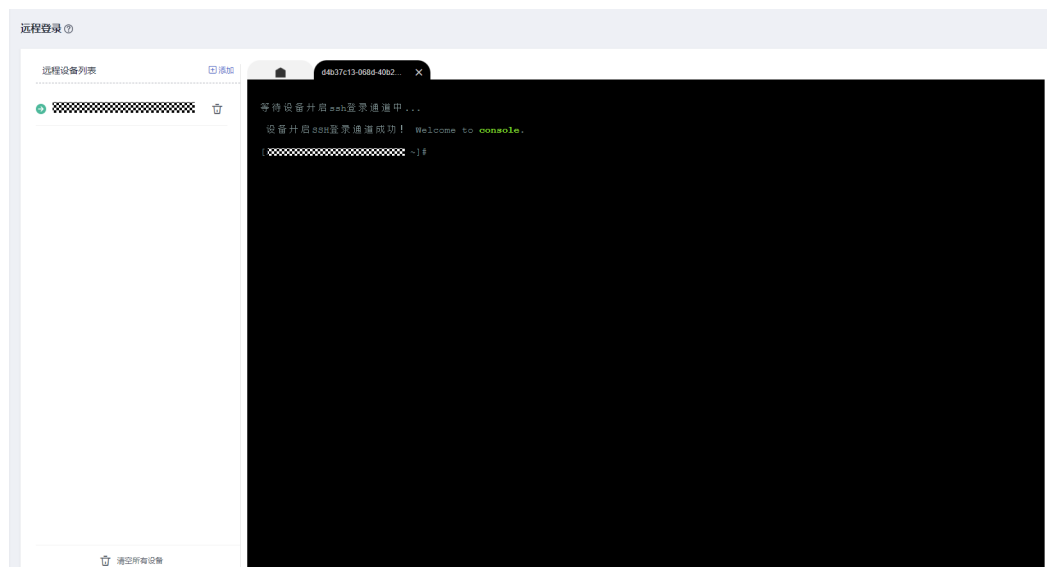 远程登录
远程设备列表
添加
d4b37c13-068d-40b2...
等待设备开启ssh登录通道中...
设备开启SSH登录通道成功! Welcome to console.
[ ~]#
清空所有设备